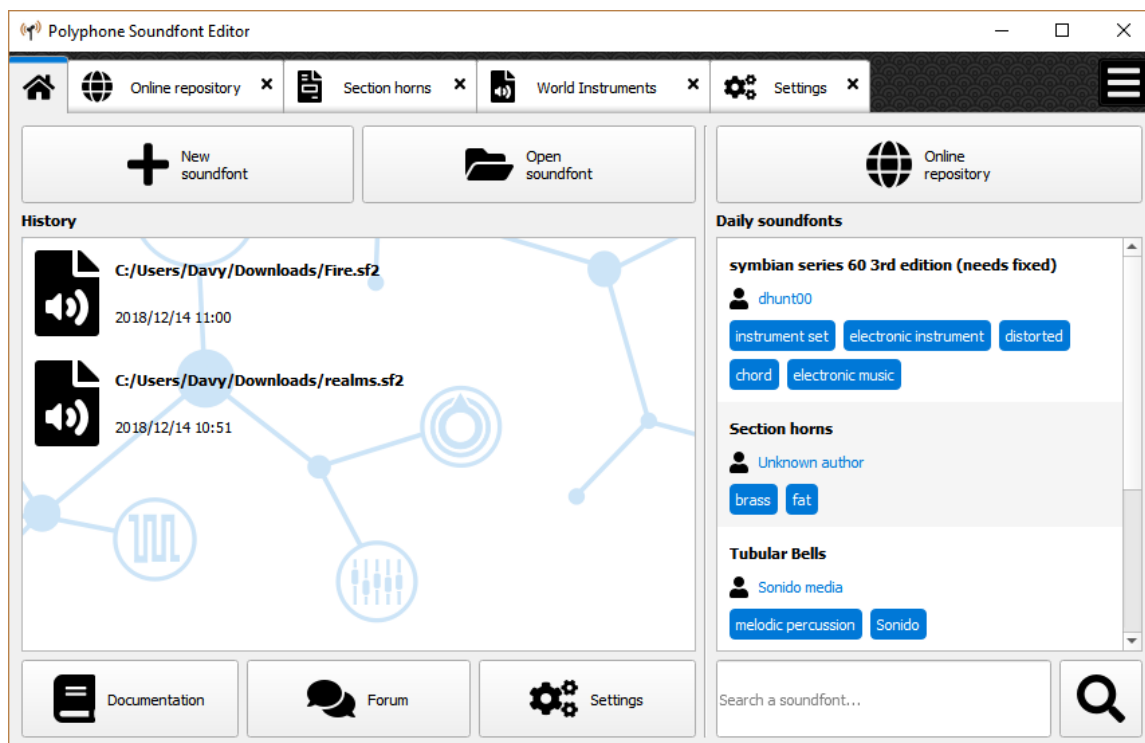 Polyphone Soundfont Editor
Online repository
Section horns
World Instruments
Settings
New
soundfont
Open
soundfont
Online
repository
History
C:/Users/Davy/Downloads/Fire.sf2
2018/12/14 11:00
C:/Users/Davy/Downloads/realms.sf2
2018/12/14 10:51
Daily soundfonts
symbian series 60 3rd edition (needs fixed)
dhunt00
instrument set electronic instrument distorted
chord electronic music
Section horns
Unknown author
brass fat
Tubular Bells
Sonido media
melodic percussion Sonido
Documentation
Forum
Settings
Search a soundfont...